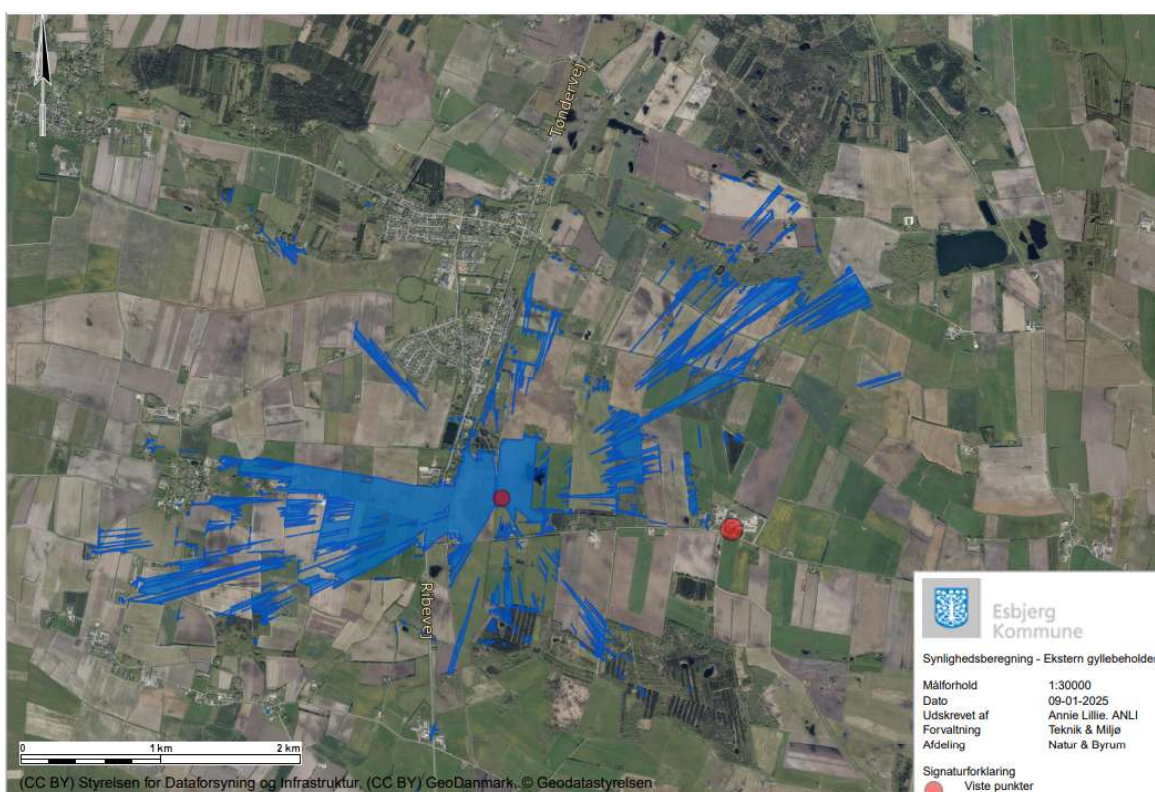 Tøndervej
Ribevej
0 1 km 2 km
(CC BY) Styrelsen for Dataforsyning og Infrastruktur, (CC BY) GeoDanmark, © Geodatastyrelsen
Esbjerg
Kommune
Synlighedsberegning - Ekstern gyllebeholder
Målforhold 1:30000
Dato 09-01-2025
Udskrevet af Annie Lillie. ANLI
Forvaltning Teknik & Miljø
Afdeling Natur & Byrum
Signaturforklaring
Viste punkter